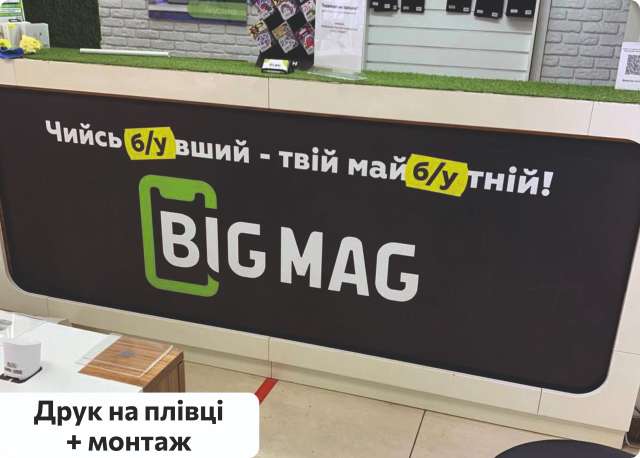 Чийсь б/у вший - твій май б/у тній!
BIG MAG
Друк на плівці
+ монтаж